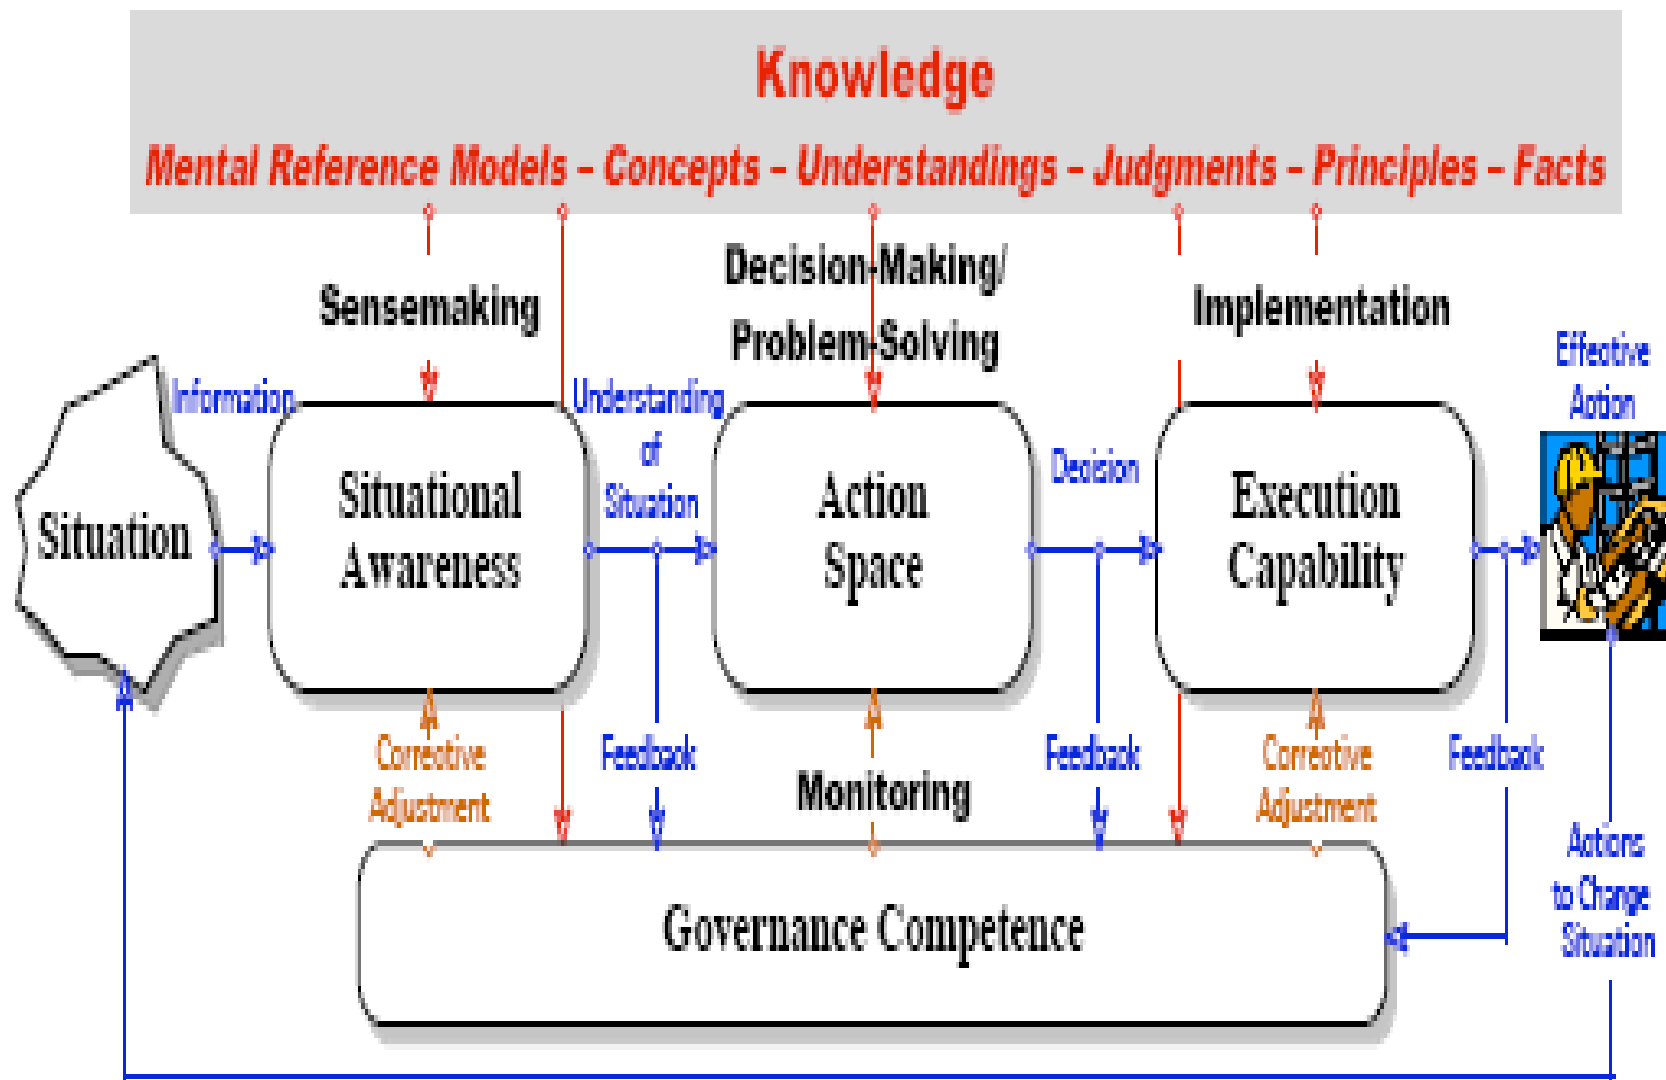 Knowledge
Mental Reference Models – Concepts – Understandings – Judgments – Principles – Facts
Sensemaking
Decision-Making/
Problem-Solving
Implementation
Effective
Action
Information
Understanding
of
Situation
Decision
Situation
Situational
Awareness
Action
Space
Execution
Capability
Corrective
Adjustment
Feedback
Monitoring
Feedback
Corrective
Adjustment
Feedback
Actions
to Change
Situation
Governance Competence